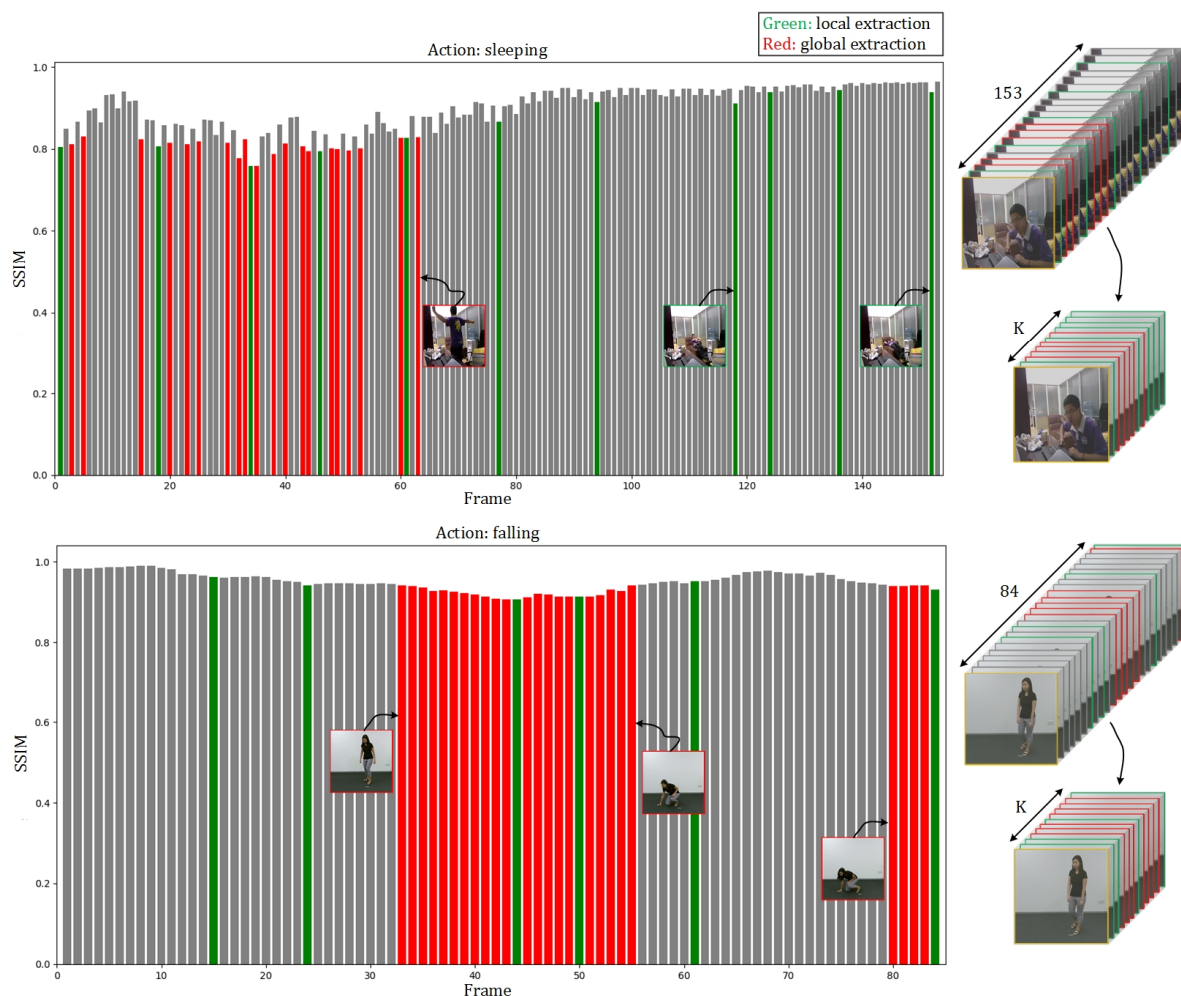 Green: local extraction
Red: global extraction
Action: sleeping
1.0
0.8
0.6
0.4
0.2
0.0
SSIM
0 20 40 60 80 100 120 140
Frame
153
K
Action: falling
1.0
0.8
0.6
0.4
0.2
0.0
SSIM
0 10 20 30 40 50 60 70 80
Frame
84
K